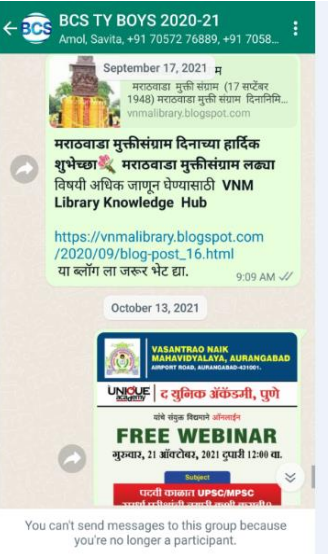 BCS TY BOYS 2020-21
Amol, Savita, +91 70572 76889, +91 7058...
September 17, 2021
म
मराठवाडा मुक्ती संग्राम (17 सप्टेंबर
1948) मराठवाडा मुक्ती संग्राम दिनानिमि...
vnmalibrary.blogspot.com
मराठवाडा मुक्तीसंग्राम दिनाच्या हार्दिक
शुभेच्छा💐 मराठवाडा मुक्तीसंग्राम लढ्या
विषयी अधिक जाणून घेण्यासाठी VNM
Library Knowledge Hub
https://vnmalibrary.blogspot.com
/2020/09/blog-post_16.html
या ब्लॉग ला जरूर भेट द्या.
9:09 AM
October 13, 2021
VASANTRAO NAIK
MAHAVIDYALAYA, AURANGABAD
AIRPORT ROAD, AURANGABAD-431001.
UNIQUE academy द युनिक अ‍ॅकॅडमी, पुणे
यांचे संयुक्त विद्यमाने ऑनलाईन
FREE WEBINAR
गुरुवार, 21 ऑक्टोबर, 2021 दुपारी 12:00 वा.
Subject
पदवी काळात UPSC/MPSC
You can't send messages to this group because
you're no longer a participant.